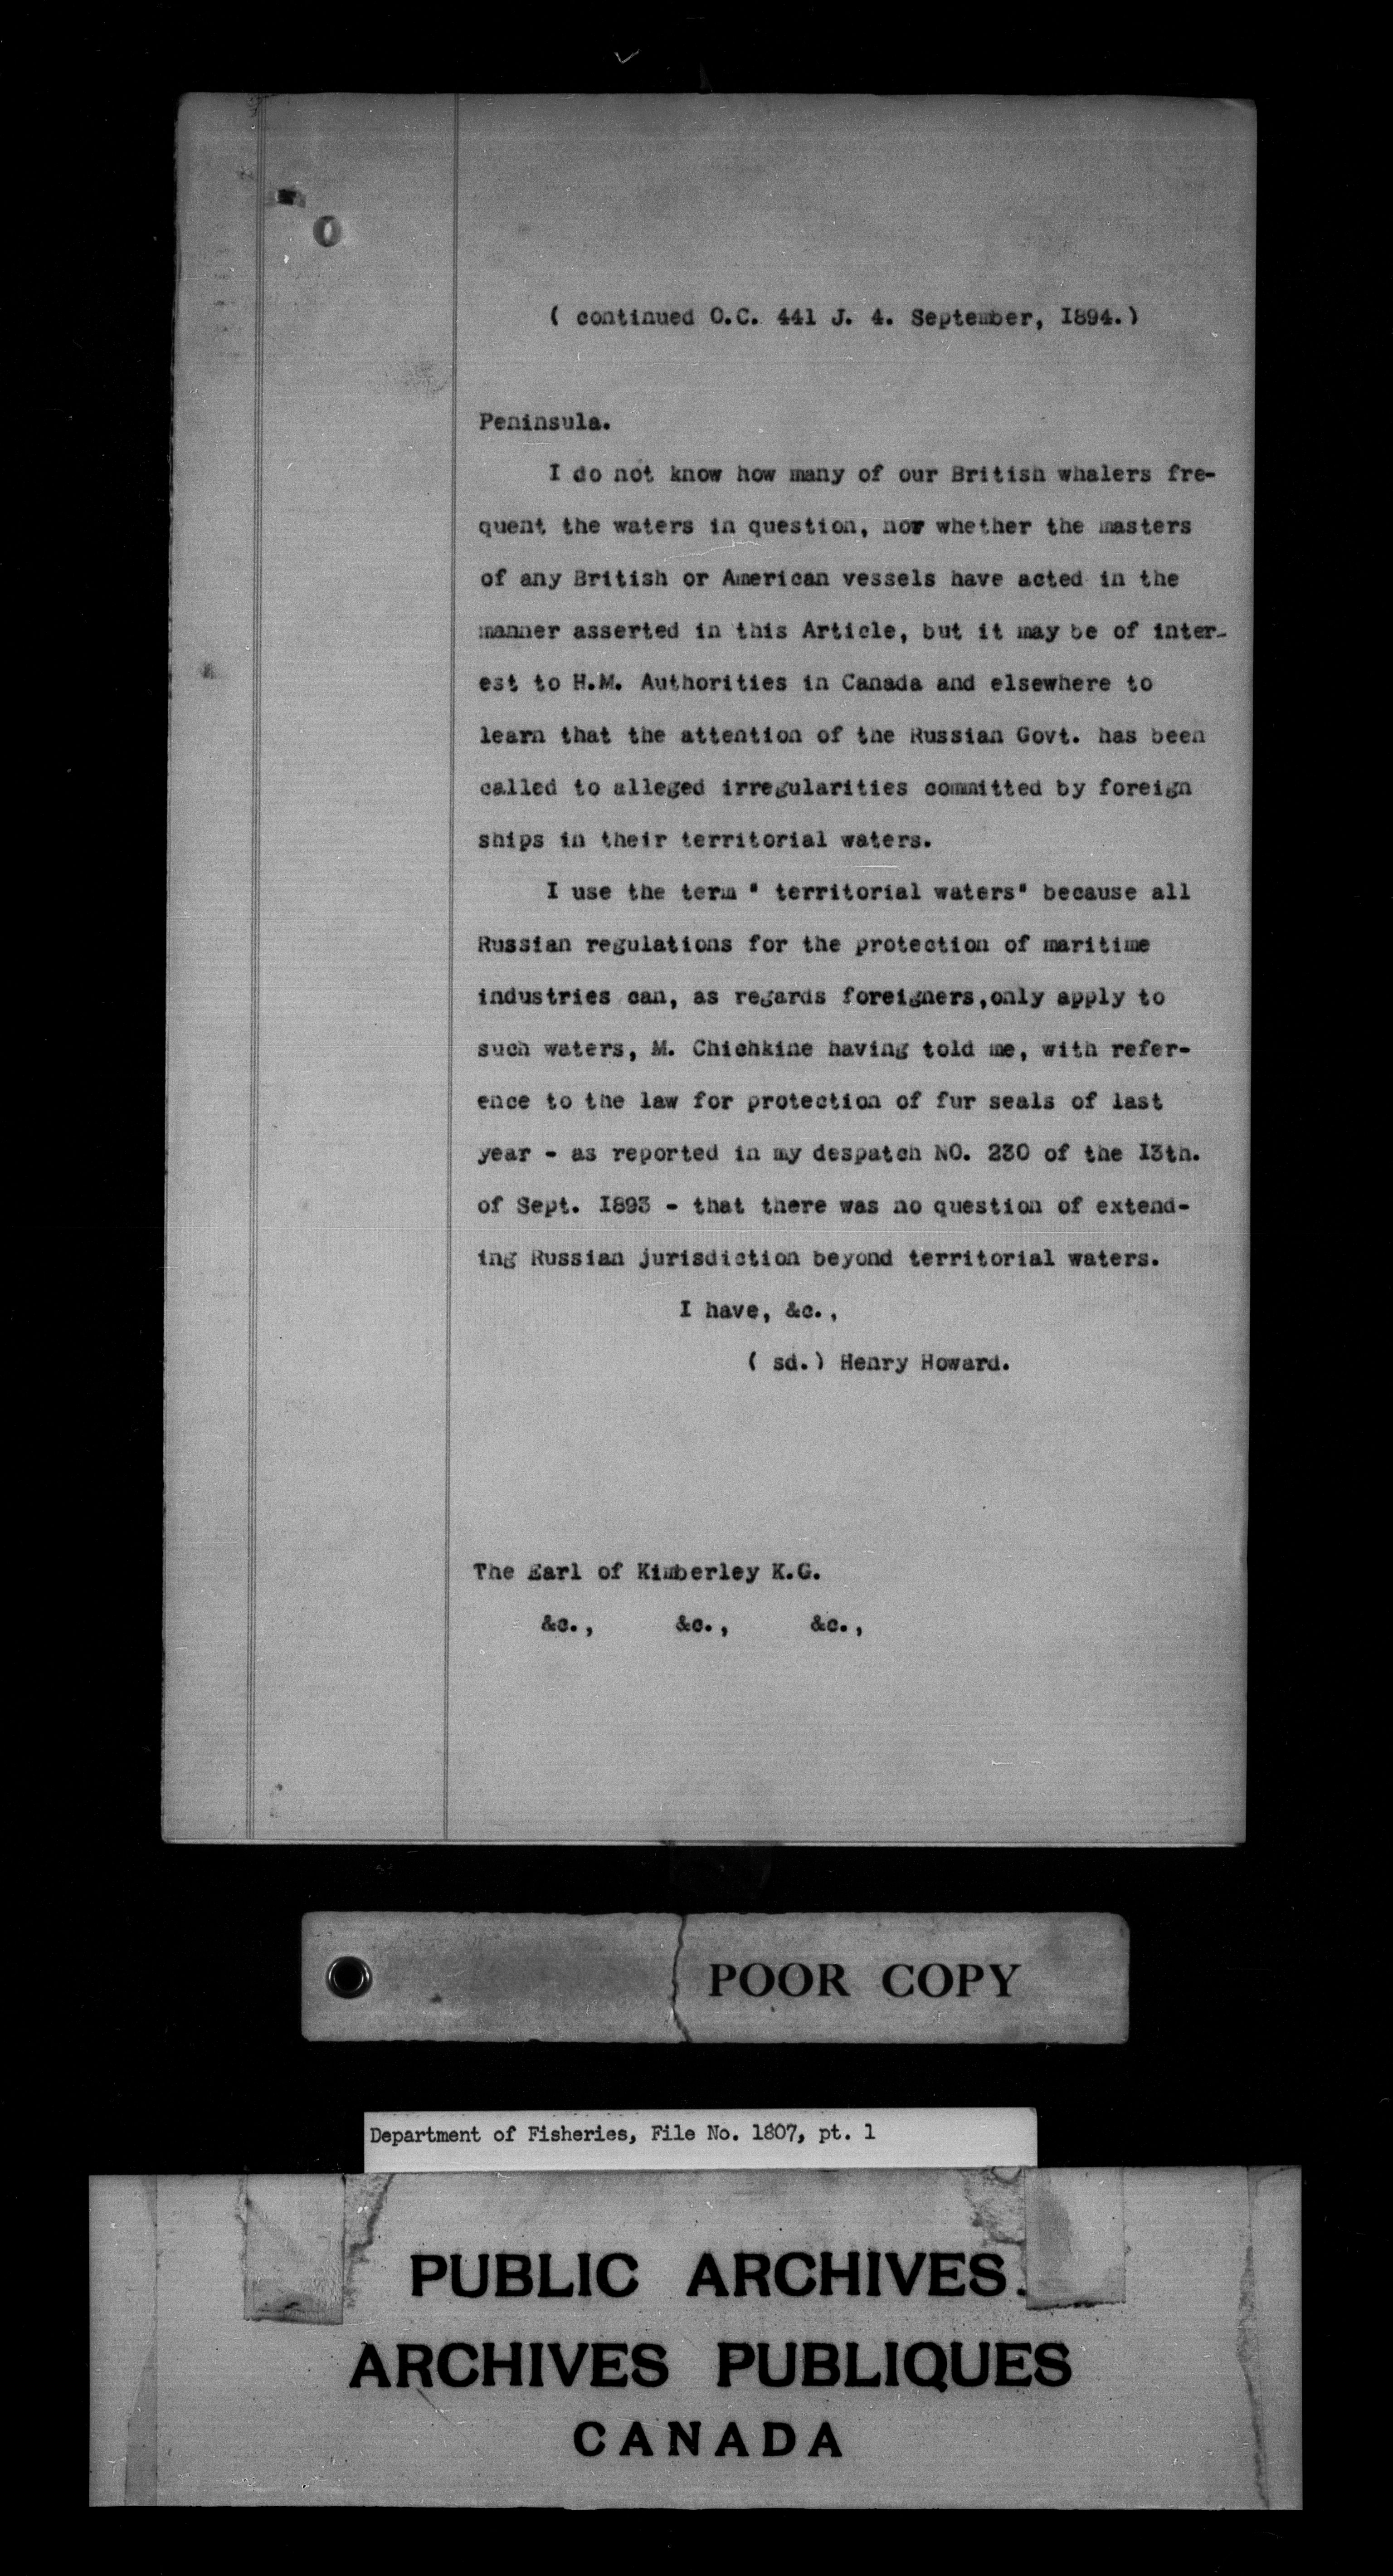 ( continued O.C. 441 J. 4. September, I894.)
Peninsula.
I do not know how many of our British whalers fre-
quent the waters in question, nor whether the masters
of any British or American vessels have acted in the
manner asserted in this Article, but it may be of inter-
est to H.M. Authorities in Canada and elsewhere to
learn that the attention of the Russian Govt. has been
called to alleged irregularities committed by foreign
ships in their territorial waters.
I use the term " territorial waters" because all
Russian regulations for the protection of maritime
industries can, as regards foreigners,only apply to
such waters, M. Chichkine having told me, with refer-
ence to the law for protection of fur seals of last
year - as reported in my despatch NO. 230 of the I3th.
of Sept. I893 - that there was no question of extend-
ing Russian jurisdiction beyond territorial waters.
I have, &c.,
( sd.) Henry Howard.
The Earl of Kimberley K.G.
&c., &c., &c.,
POOR COPY
Department of Fisheries, File No. 1807, pt. 1
PUBLIC ARCHIVES.
ARCHIVES PUBLIQUES
CANADA